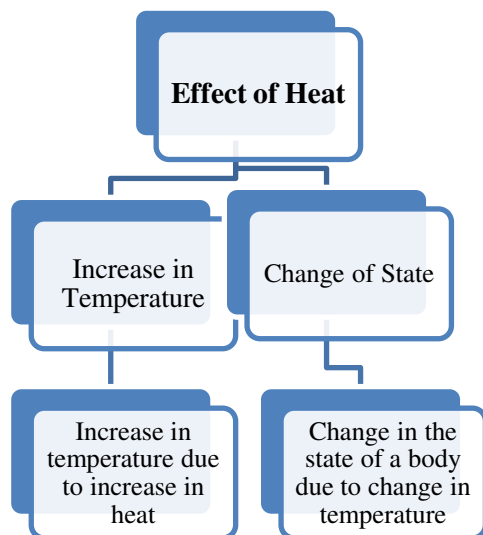 Effect of Heat
Increase in
Temperature
Change of State
Increase in
temperature due
to increase in
heat
Change in the
state of a body
due to change in
temperature